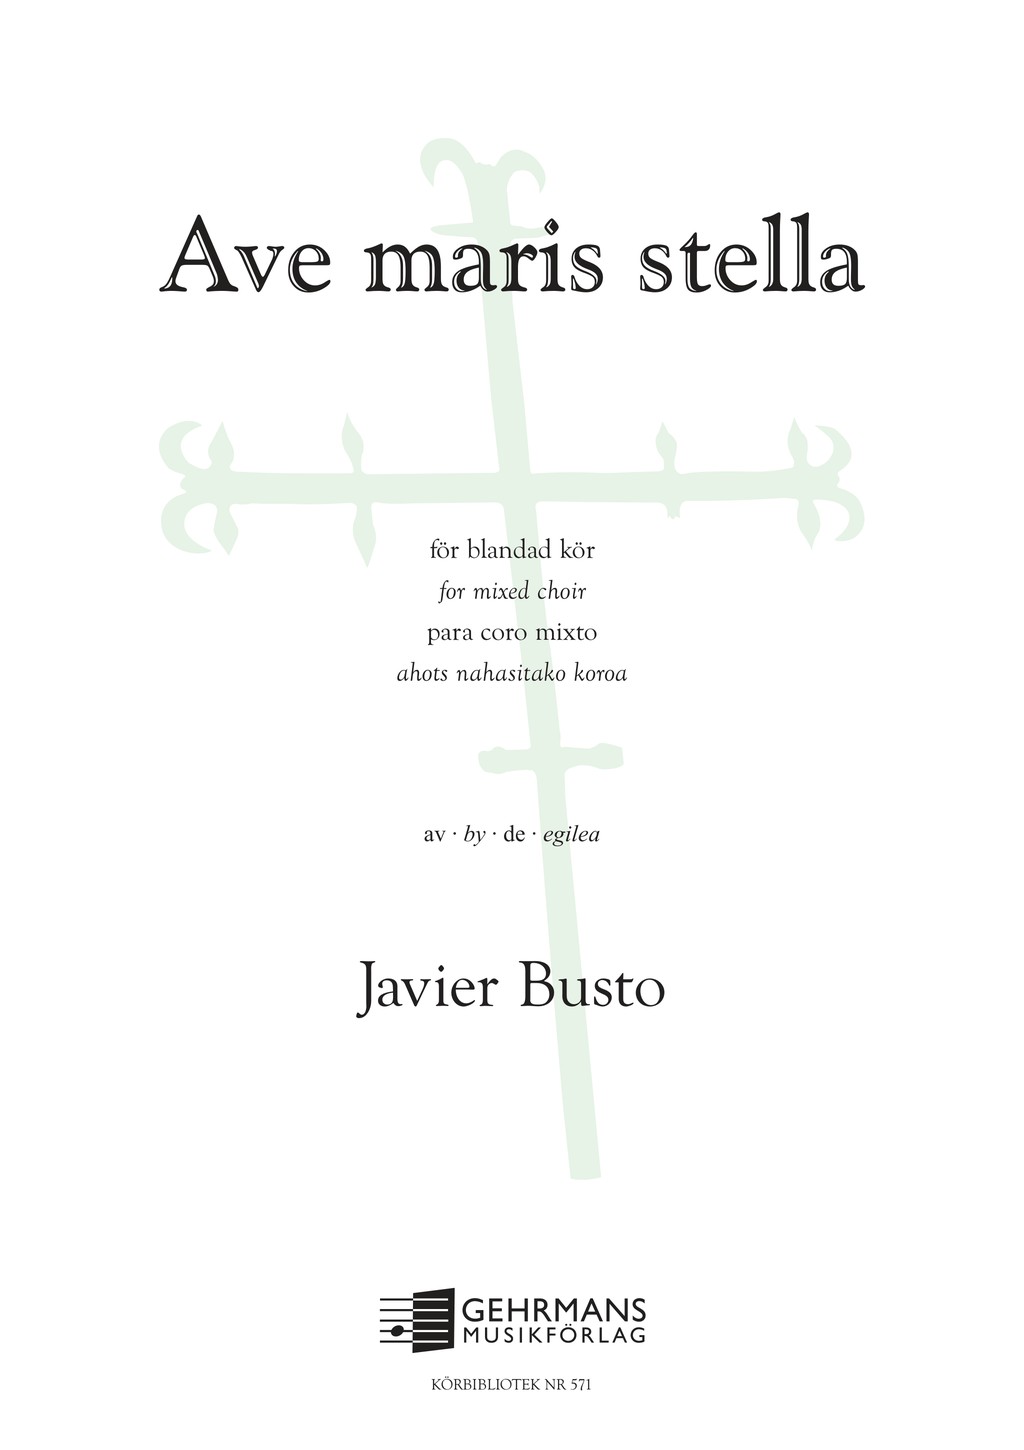 Ave maris stella
för blandad kör
for mixed choir
para coro mixto
ahots nahasitako koroa
av · by · de · egilea
Javier Busto
GEHRMANS
MUSIKFÖRLAG
KÖRBIBLIOTEK NR 571